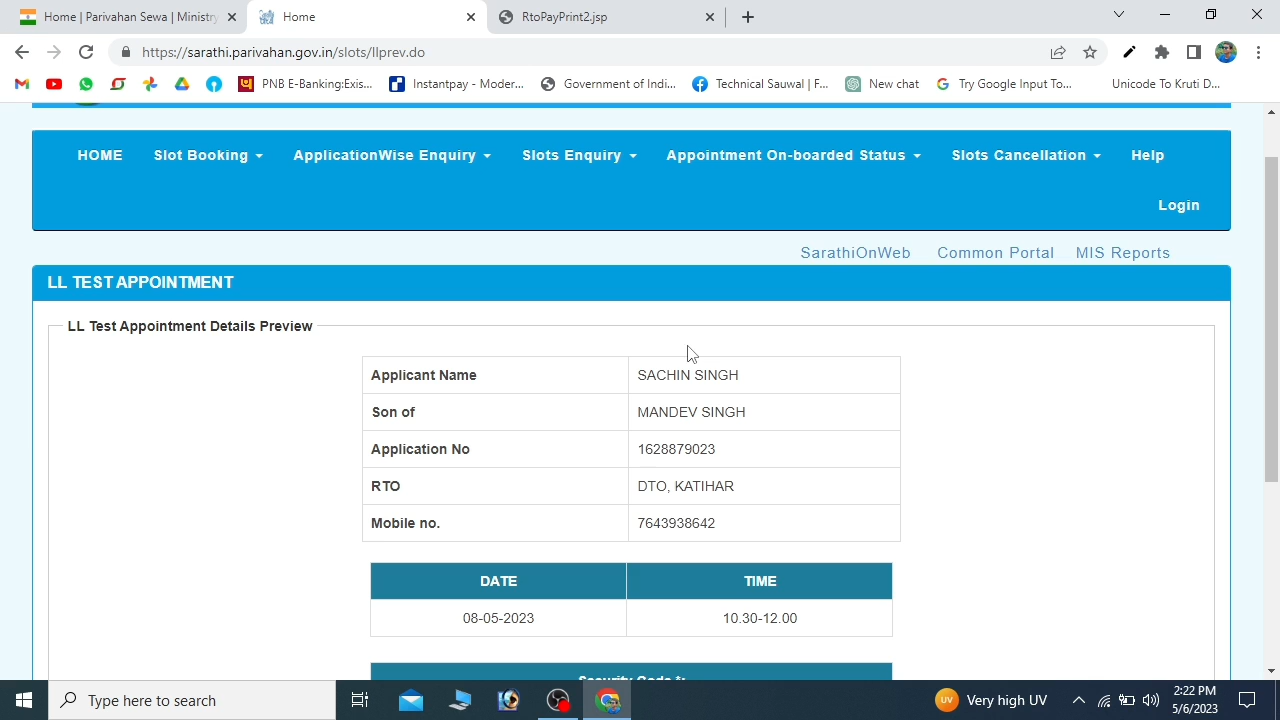 Home | Parivahan Sewa | Ministry
Home
RtoPayPrint2.jsp
https://sarathi.parivahan.gov.in/slots/llprev.do
PNB E-Banking:Exis... Instantpay - Moder... Government of Indi... Technical Sauwal | F... New chat Try Google Input To... Unicode To Kruti D...
HOME Slot Booking ApplicationWise Enquiry Slots Enquiry Appointment On-boarded Status Slots Cancellation Help
Login
SarathiOnWeb Common Portal MIS Reports
LL TEST APPOINTMENT
LL Test Appointment Details Preview
Applicant Name SACHIN SINGH
Son of MANDEV SINGH
Application No 1628879023
RTO DTO, KATIHAR
Mobile no. 7643938642
DATE TIME
08-05-2023 10.30-12.00
Security Code *:
Type here to search
UV Very high UV
2:22 PM
5/6/2023